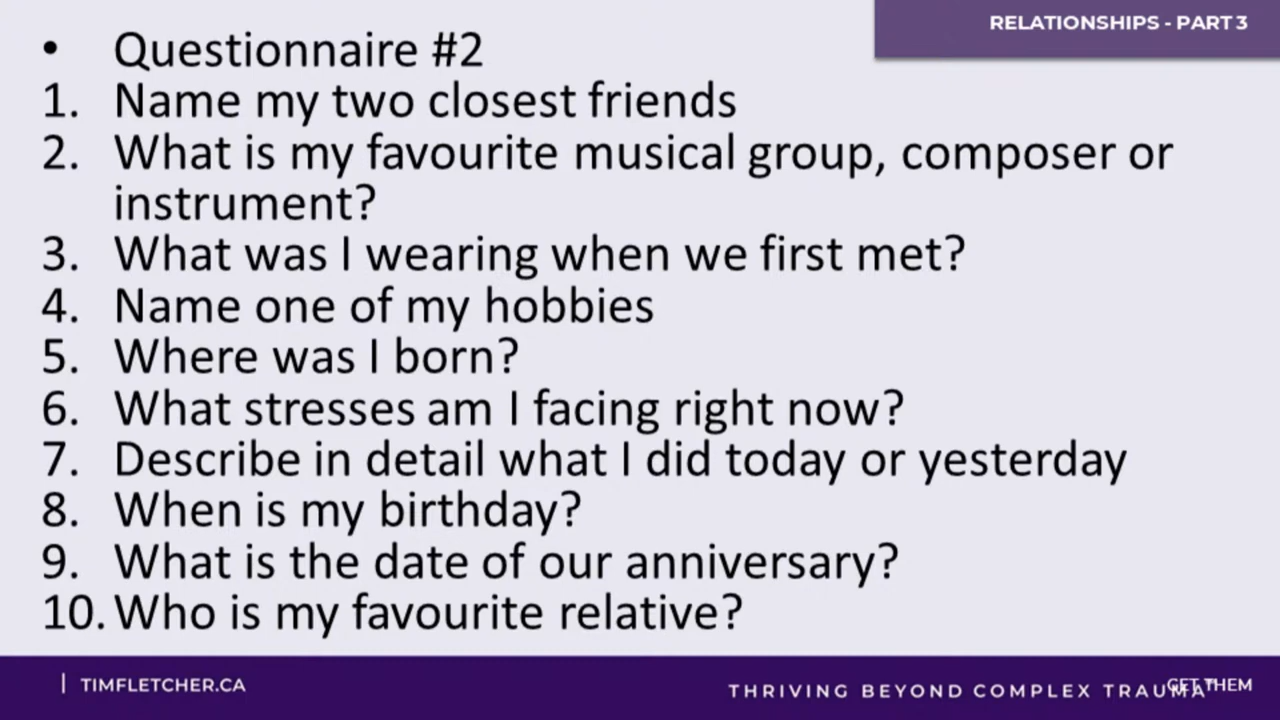 RELATIONSHIPS - PART 3
• Questionnaire #2
1. Name my two closest friends
2. What is my favourite musical group, composer or
instrument?
3. What was I wearing when we first met?
4. Name one of my hobbies
5. Where was I born?
6. What stresses am I facing right now?
7. Describe in detail what I did today or yesterday
8. When is my birthday?
9. What is the date of our anniversary?
10. Who is my favourite relative?
| TIMFLETCHER.CA
THRIVING BEYOND COMPLEX TRAUMA
GET THEM